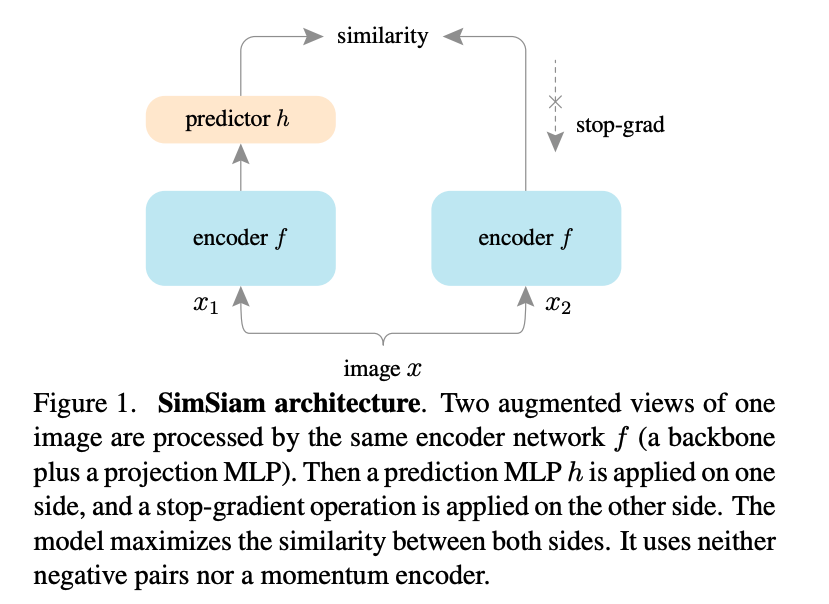 similarity
predictor h
stop-grad
encoder f
encoder f
x1
x2
image x
Figure 1. SimSiam architecture. Two augmented views of one
image are processed by the same encoder network f (a backbone
plus a projection MLP). Then a prediction MLP h is applied on one
side, and a stop-gradient operation is applied on the other side. The
model maximizes the similarity between both sides. It uses neither
negative pairs nor a momentum encoder.